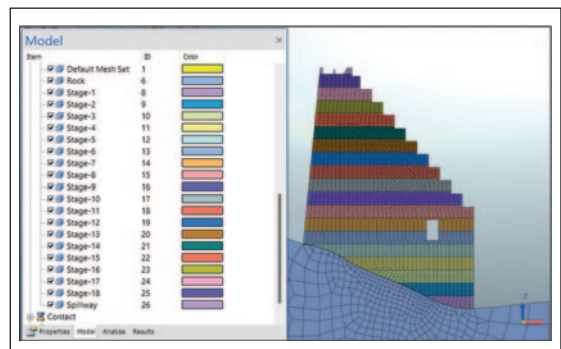 Model ×
Item ID Color
Default Mesh Set 1
Rock 6
Stage-1 8
Stage-2 9
Stage-3 10
Stage-4 11
Stage-5 12
Stage-6 13
Stage-7 14
Stage-8 15
Stage-9 16
Stage-10 17
Stage-11 18
Stage-12 19
Stage-13 20
Stage-14 21
Stage-15 22
Stage-16 23
Stage-17 24
Stage-18 25
Spillway 26
Contact
Properties Model Analysis Results
Z